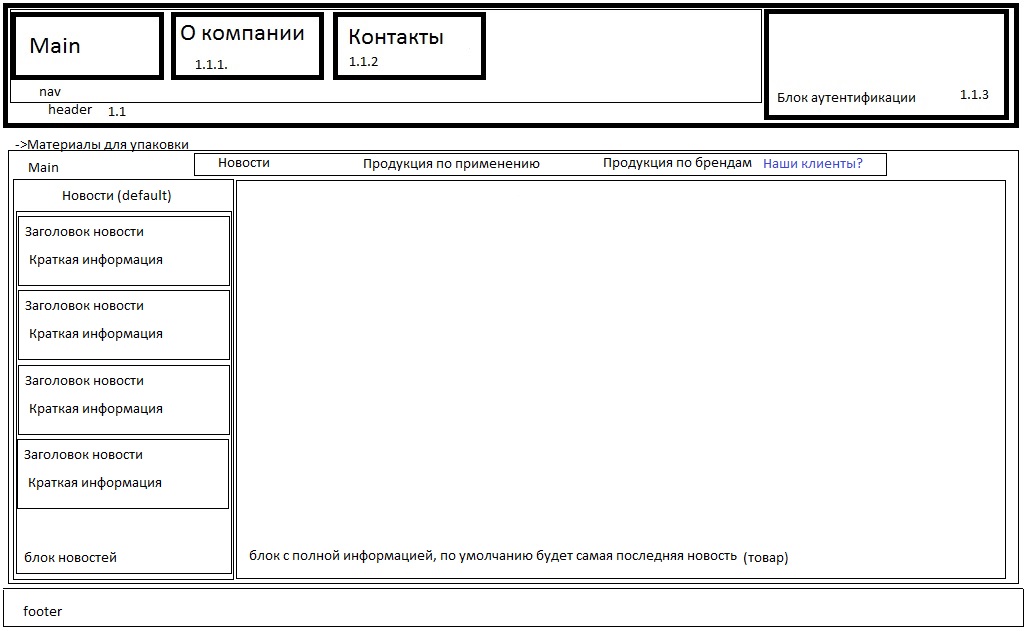 Main
О компании
1.1.1.
Контакты
1.1.2
Блок аутентификации 1.1.3
nav
header 1.1
->Материалы для упаковки
Main
Новости Продукция по применению Продукция по брендам Наши клиенты?
Новости (default)
Заголовок новости
Краткая информация
Заголовок новости
Краткая информация
Заголовок новости
Краткая информация
Заголовок новости
Краткая информация
блок новостей
блок с полной информацией, по умолчанию будет самая последняя новость (товар)
footer